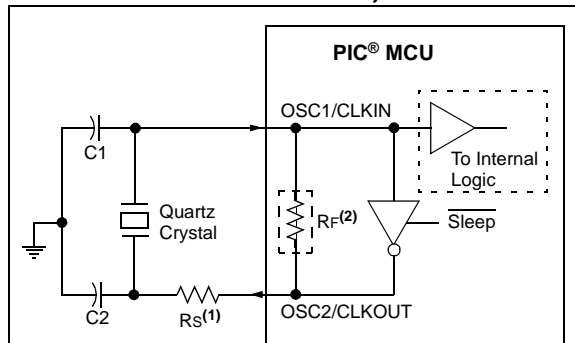 PIC® MCU
OSC1/CLKIN
C1
To Internal
Logic
Quartz
Crystal
RF(2)
Sleep
C2
RS(1)
OSC2/CLKOUT